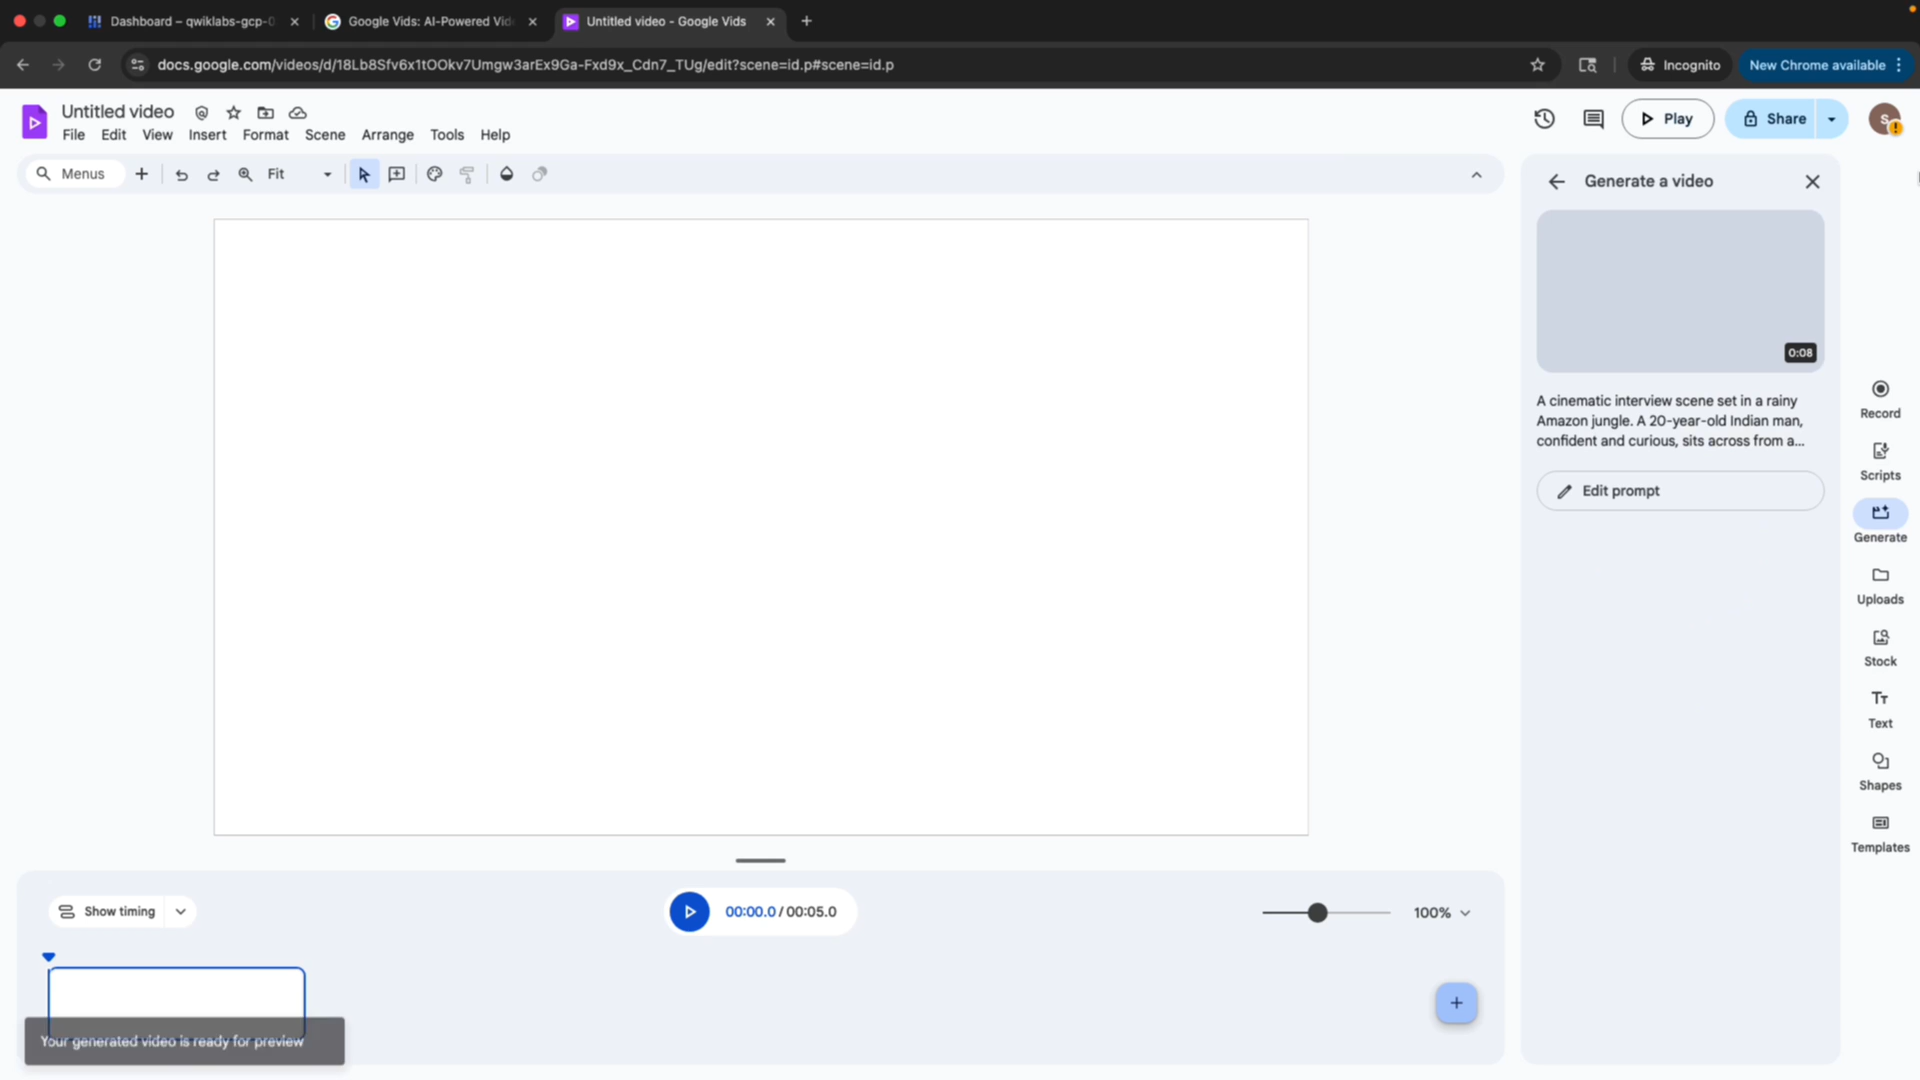 Dashboard – qwiklabs-gcp-0
Google Vids: AI-Powered Vid
Untitled video - Google Vids
docs.google.com/videos/d/18Lb8Sfv6x1tOOkv7Umgw3arEx9Ga-Fxd9x_Cdn7_TUg/edit?scene=id.p#scene=id.p
Incognito
New Chrome available
Untitled video
File Edit View Insert Format Scene Arrange Tools Help
Play
Share
S
Menus
Fit
Generate a video
0:08
A cinematic interview scene set in a rainy
Amazon jungle. A 20-year-old Indian man,
confident and curious, sits across from a...
Edit prompt
Record
Scripts
Generate
Uploads
Stock
Tt
Text
Shapes
Templates
Show timing
00:00.0 / 00:05.0
100%
Your generated video is ready for preview